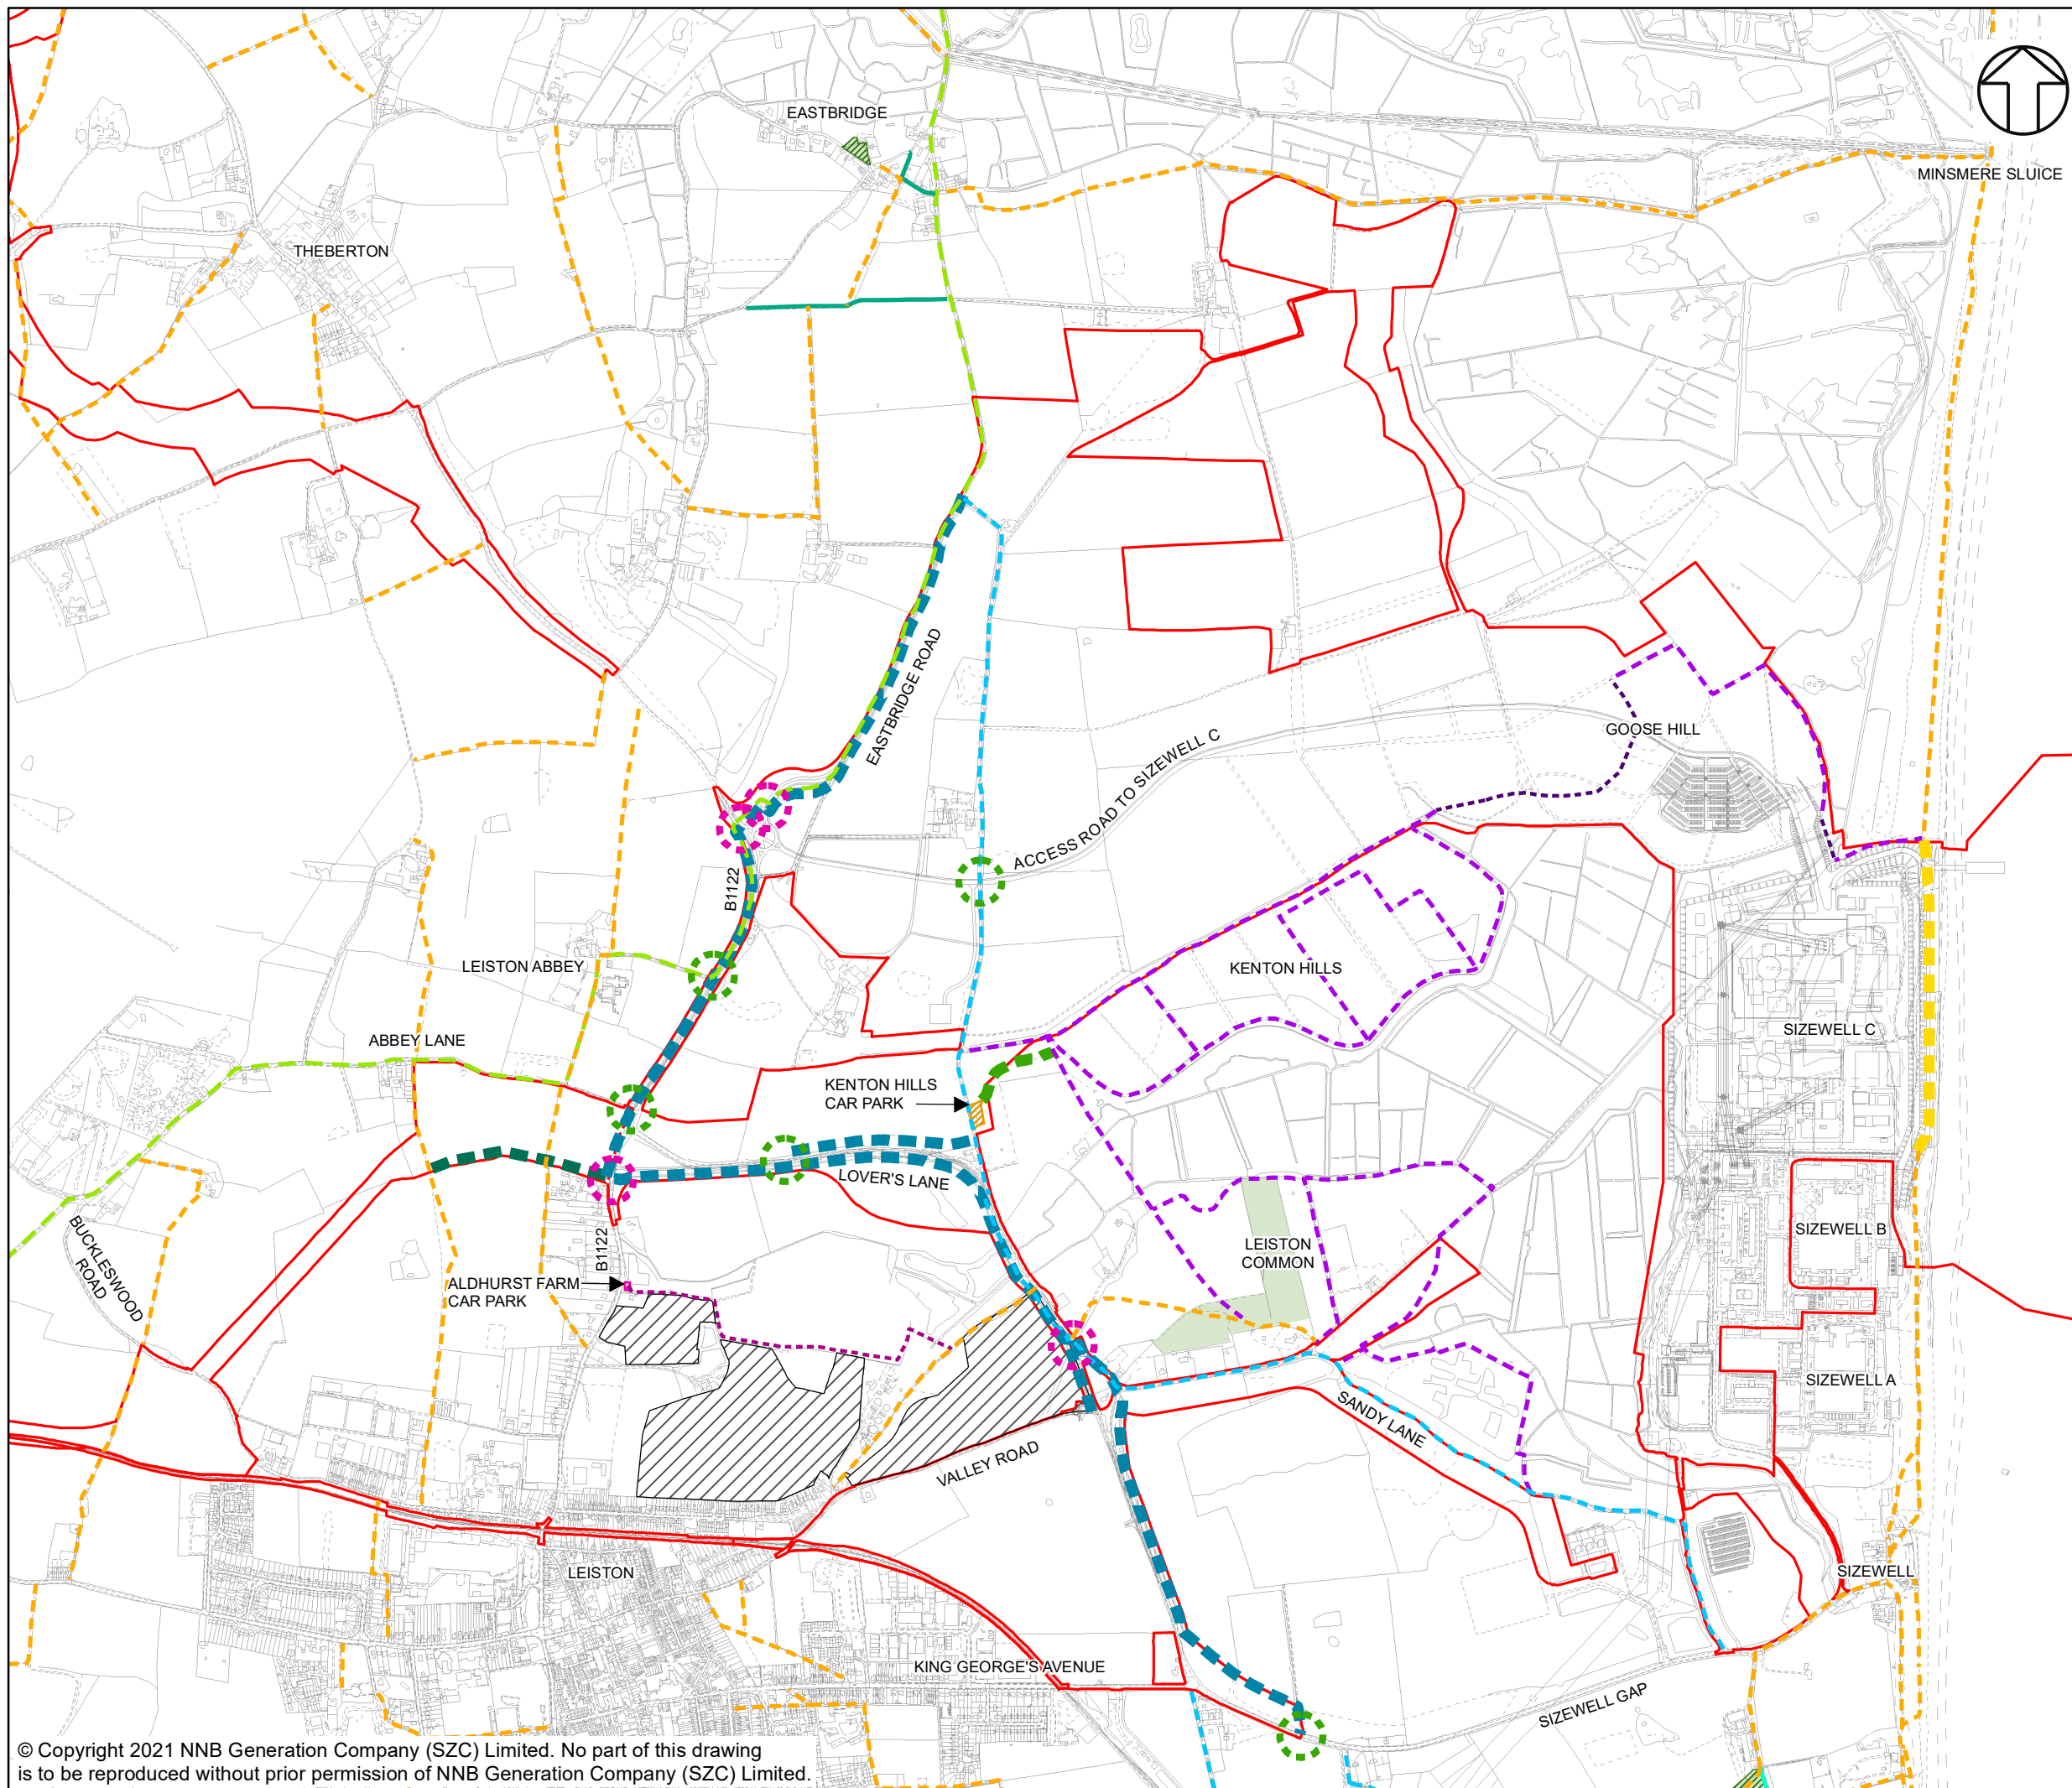 EASTBRIDGE
MINSMERE SLUICE
THEBERTON
EASTBRIDGE ROAD
GOOSE HILL
ACCESS ROAD TO SIZEWELL C
B1122
LEISTON ABBEY
KENTON HILLS
SIZEWELL C
ABBEY LANE
KENTON HILLS
CAR PARK
LOVER'S LANE
BUCKLESWOOD
ROAD
B1122
LEISTON
COMMON
SIZEWELL B
ALDHURST FARM
CAR PARK
SIZEWELL A
SANDY LANE
VALLEY ROAD
LEISTON
SIZEWELL
KING GEORGE'S AVENUE
SIZEWELL GAP
© Copyright 2021 NNB Generation Company (SZC) Limited. No part of this drawing
is to be reproduced without prior permission of NNB Generation Company (SZC) Limited.